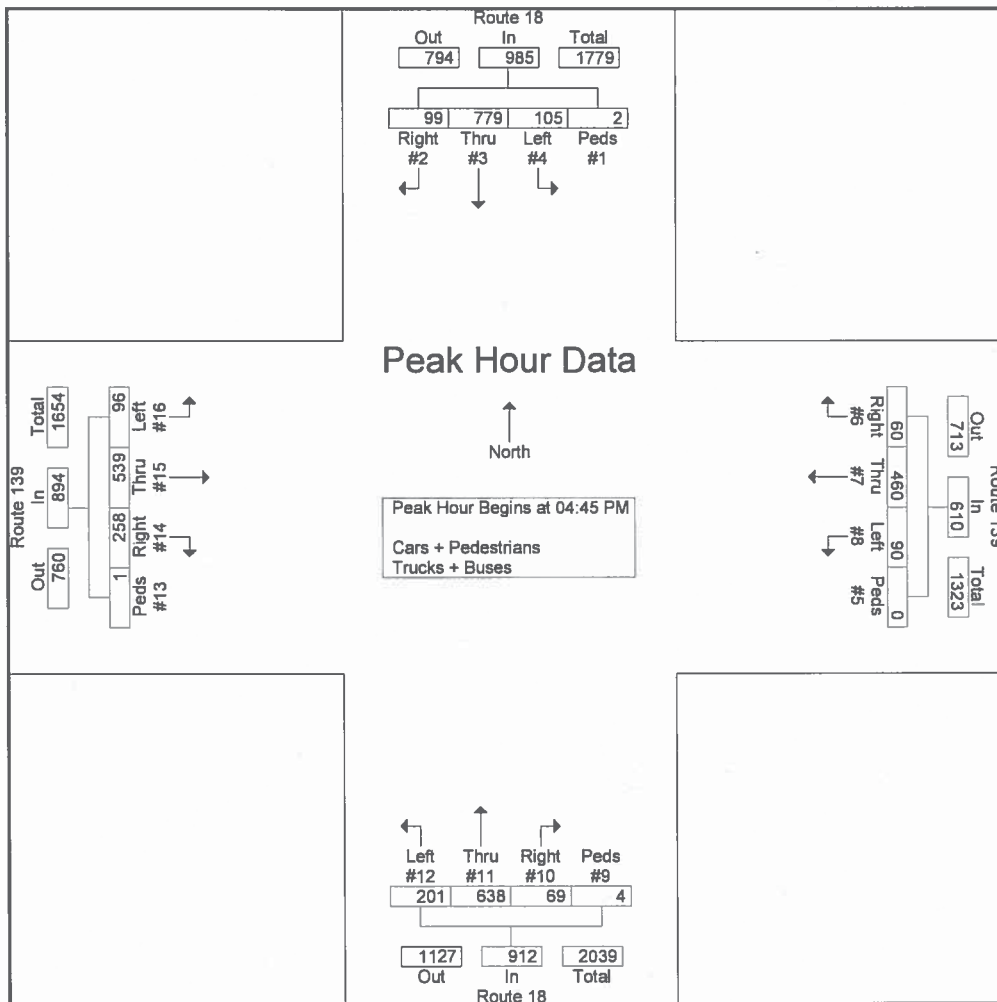 Route 18
Out In Total
794 985 1779
99 779 105 2
Right Thru Left Peds
#2 #3 #4 #1
Peak Hour Data
North
Peak Hour Begins at 04:45 PM
Cars + Pedestrians
Trucks + Buses
Route 139
Total In Out
1654 894 760
96 539 258 1
Left Thru Right Peds
#16 #15 #14 #13
Route 139
Out In Total
713 610 1323
60 460 90 0
Right Thru Left Peds
#6 #7 #8 #5
Left Thru Right Peds
#12 #11 #10 #9
201 638 69 4
1127 912 2039
Out In Total
Route 18